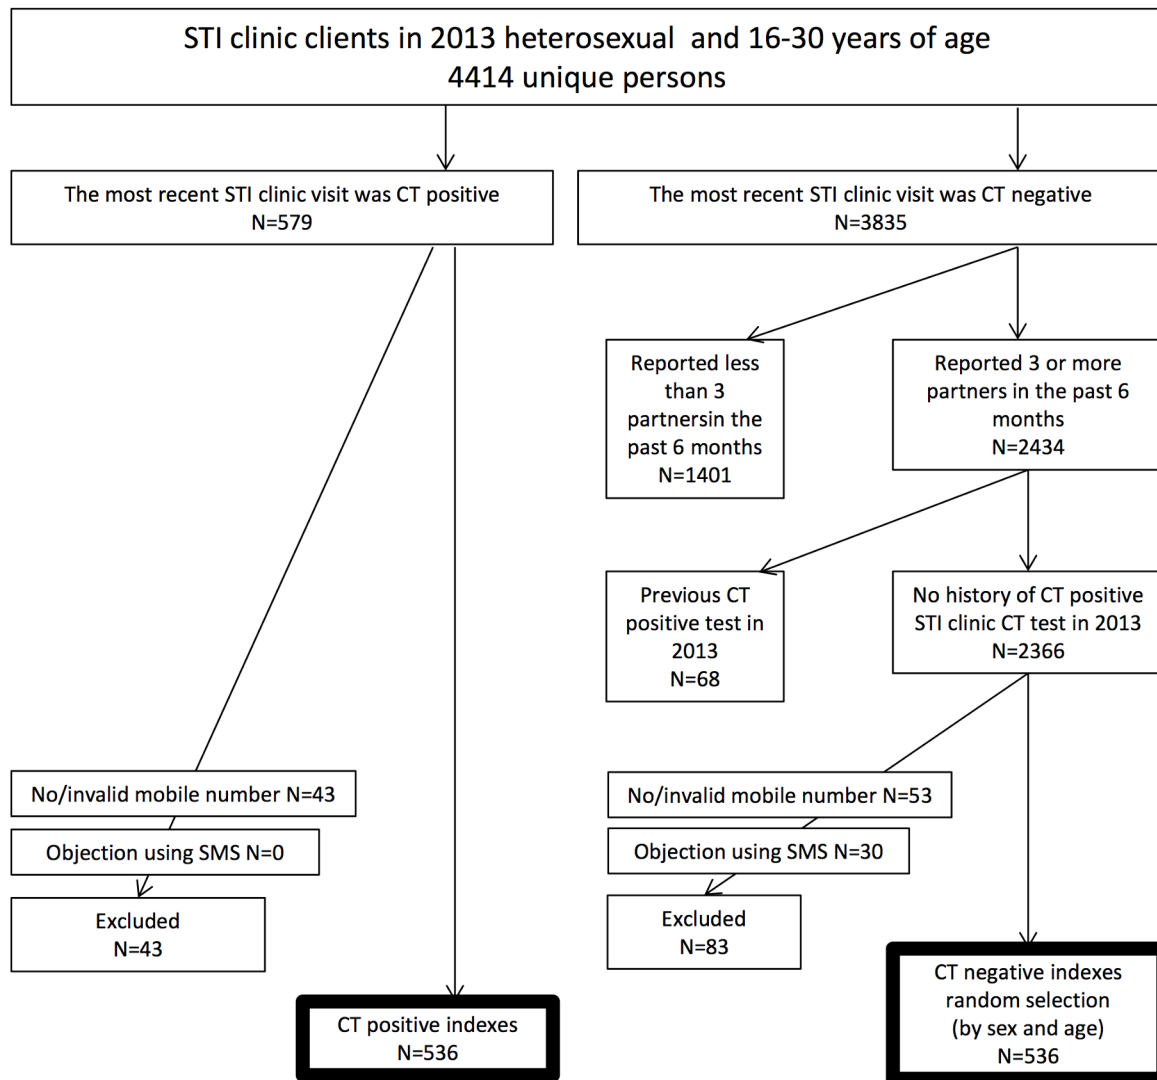 STI clinic clients in 2013 heterosexual  and 16-30 years of age
4414 unique persons
The most recent STI clinic visit was CT positive
N=579
The most recent STI clinic visit was CT negative
N=3835
Reported less
than 3
partnersin the
past 6 months
N=1401
Reported 3 or more
partners in the past 6
months
N=2434
Previous CT
positive test in
2013
N=68
No history of CT positive
STI clinic CT test in 2013
N=2366
No/invalid mobile number N=43
Objection using SMS N=0
Excluded
N=43
No/invalid mobile number N=53
Objection using SMS N=30
Excluded
N=83
CT positive indexes
N=536
CT negative indexes
random selection
(by sex and age)
N=536